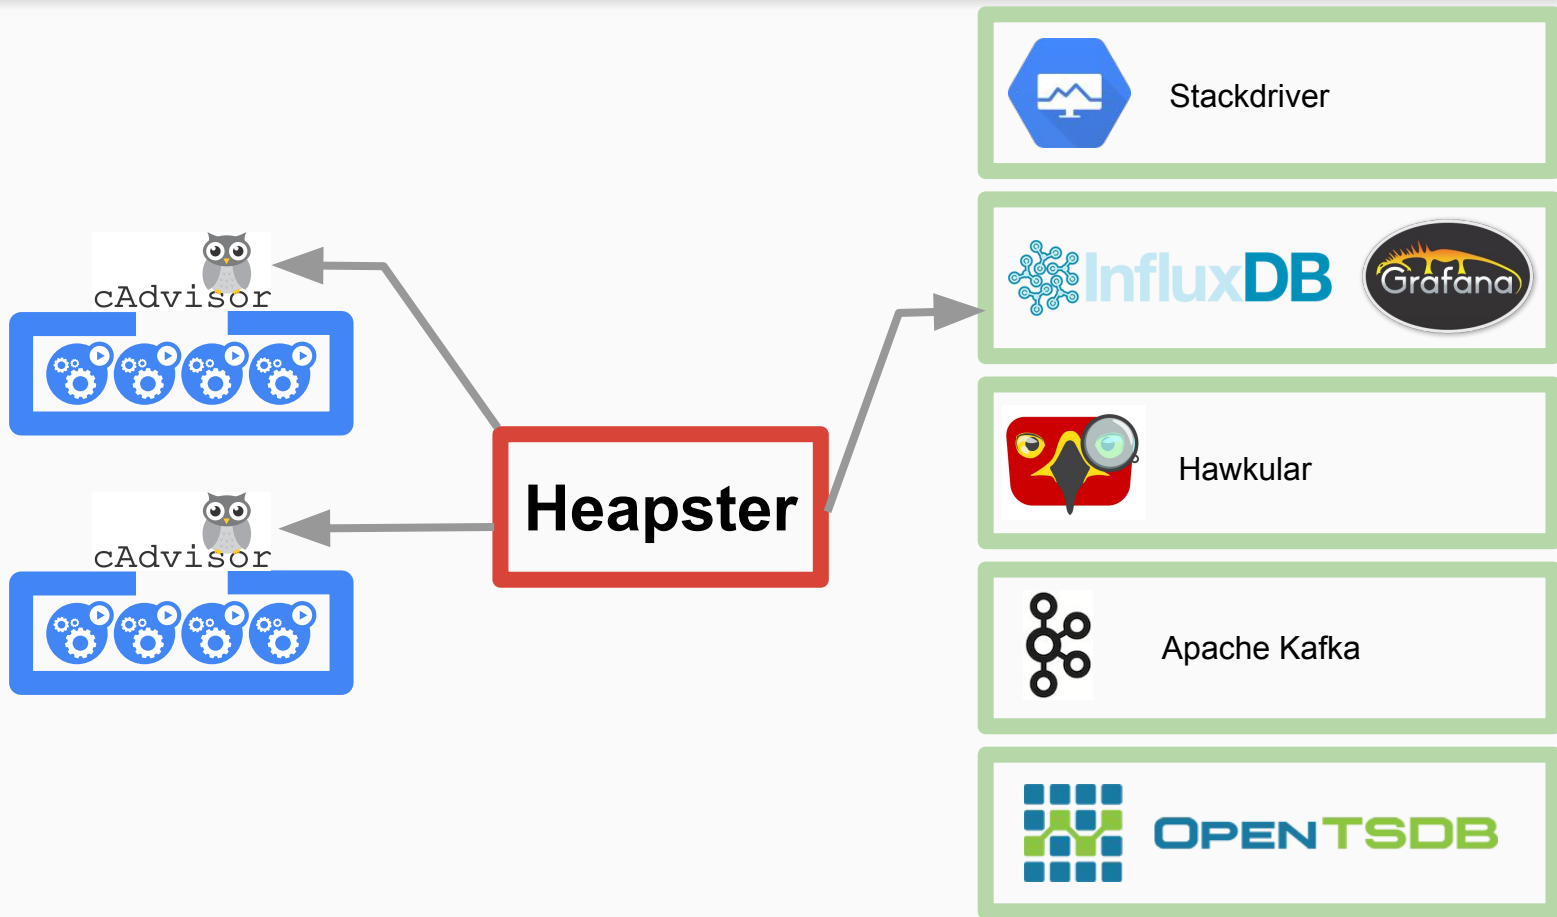 cAdvisor
cAdvisor
Heapster
Stackdriver
InfluxDB
Grafana
Hawkular
Apache Kafka
OPENTSDB